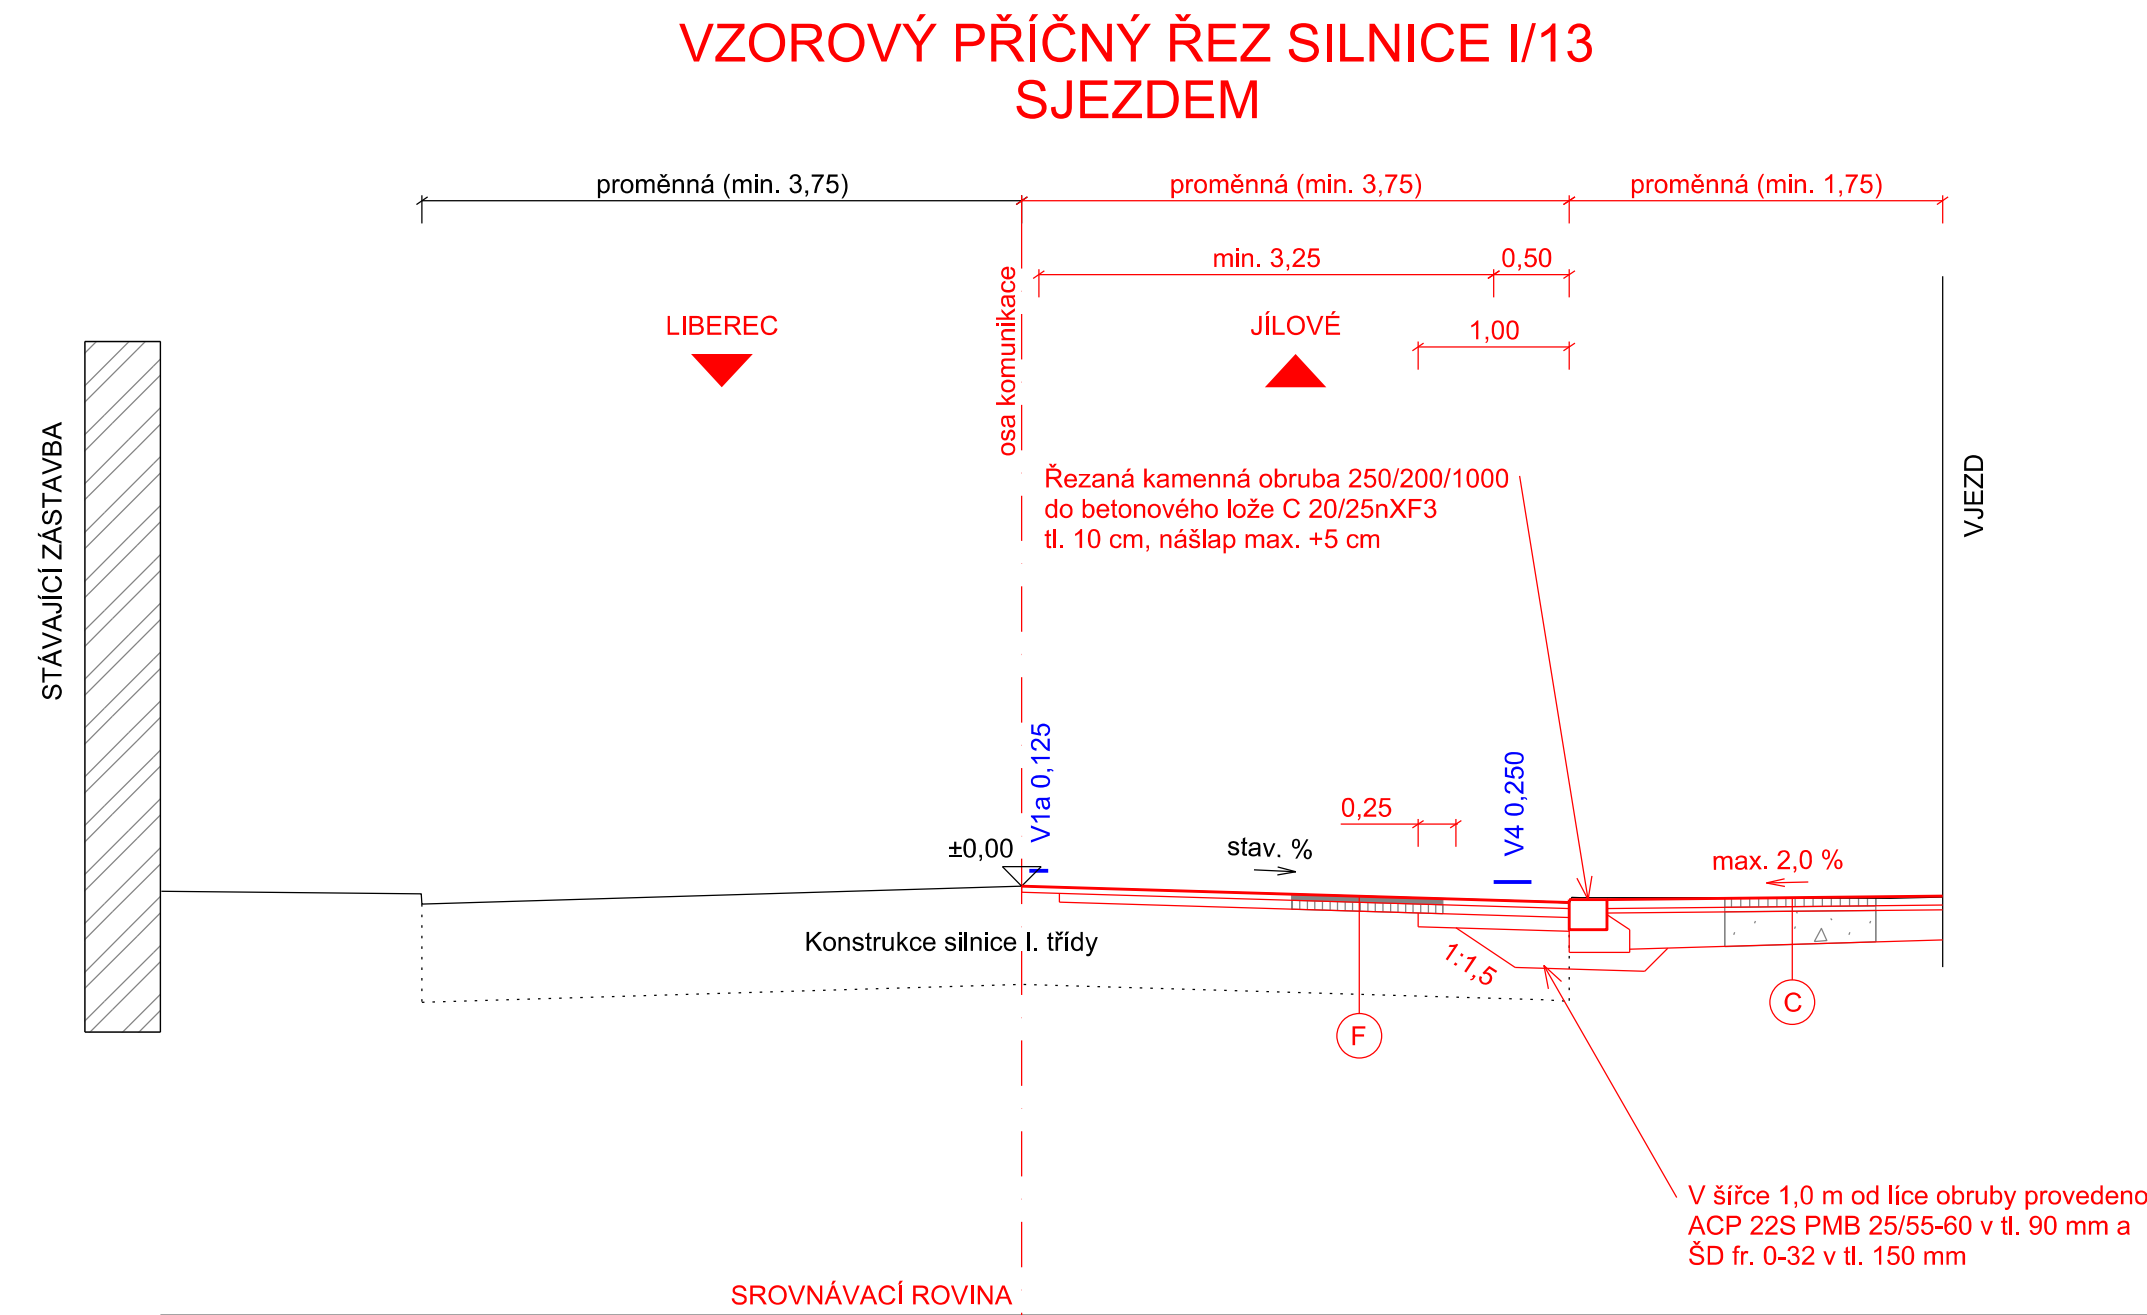 VZOROVÝ PŘÍČNÝ ŘEZ SILNICE I/13
SJEZDEM
proměnná (min. 3,75)
proměnná (min. 3,75)
proměnná (min. 1,75)
min. 3,25
0,50
LIBEREC
JÍLOVÉ
1,00
osa komunikace
STÁVAJÍCÍ ZÁSTAVBA
VJEZD
Řezaná kamenná obruba 250/200/1000
do betonového lože C 20/25nXF3
tl. 10 cm, nášlap max. +5 cm
V1a 0,125
V4 0,250
0,25
±0,00
stav. %
max. 2,0 %
Konstrukce silnice I. třídy
1:1,5
C
F
V šířce 1,0 m od líce obruby provedeno
ACP 22S PMB 25/55-60 v tl. 90 mm a
ŠD fr. 0-32 v tl. 150 mm
SROVNÁVACÍ ROVINA